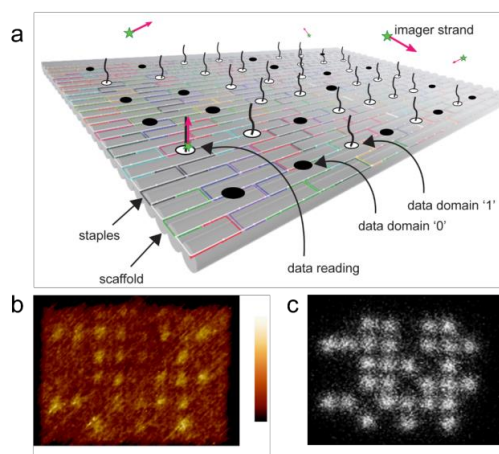 a
imager strand
data domain '1'
data domain '0'
data reading
staples
scaffold
b
c